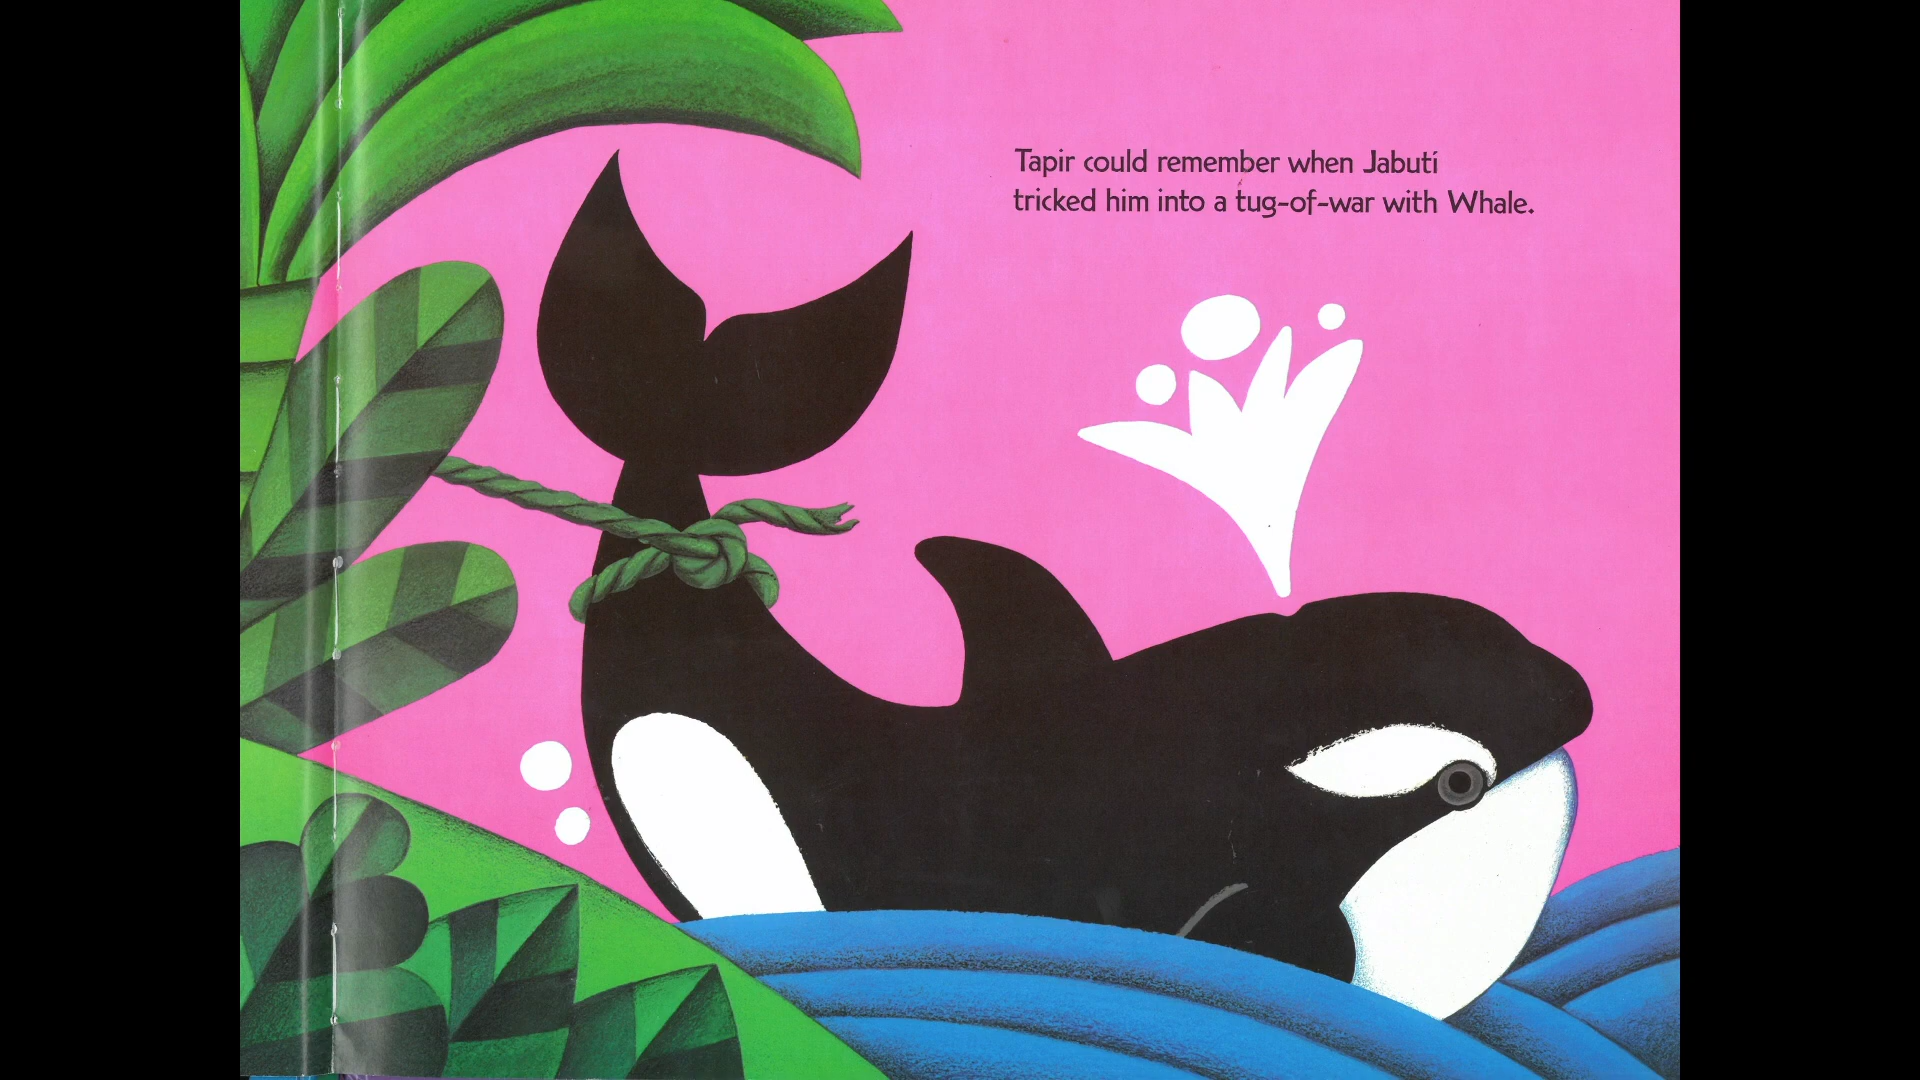 Tapir could remember when Jabutí
tricked him into a tug-of-war with Whale.